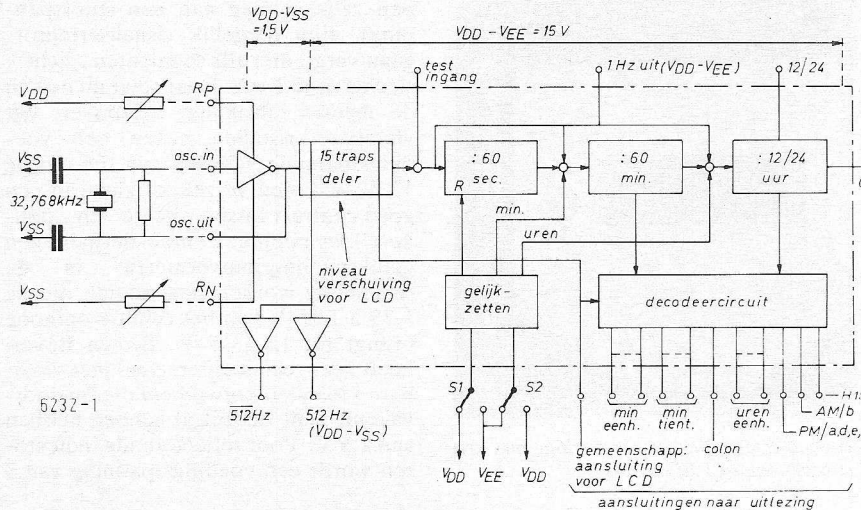 VDD-VSS
=1,5 V
VDD-VEE = 15 V
test
ingang
1 Hz uit (VDD-VEE)
12/24
VDD
RP
VSS
osc.in
32,768kHz
osc. uit
VSS
VSS
RN
15 traps
deler
:60
sec.
R
:60
min.
:12/24
uur
min.
uren
niveau
verschuiving
voor LCD
gelijk-
zetten
decodeercircuit
6232-1
512Hz
512 Hz
(VDD-VSS)
S1
S2
VDD
VEE
VDD
gemeenschapp:
aansluiting
voor LCD
min
eenh.
min
tient.
colon
uren
eenh.
AM/b
PM/a,d,e,
aansluitingen naar uitlezing